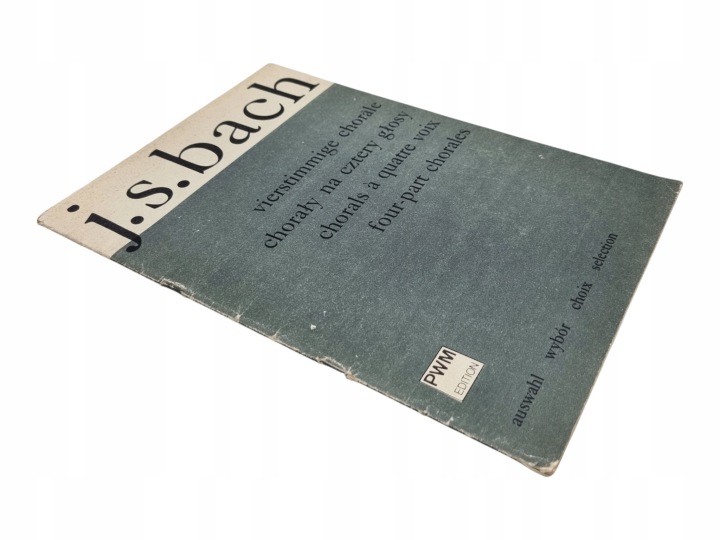 j.s.bach
vierstimmige choräle
chorały na cztery głosy
chorals a quatre voix
four-part chorales
auswahl wybór choix selection
PWM
EDITION